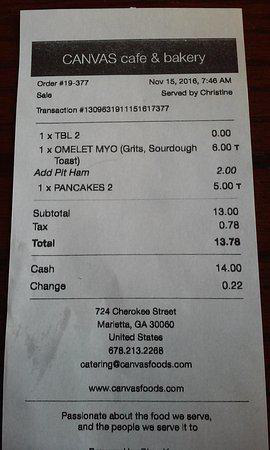 CANVAS cafe & bakery
Order #19-377 Nov 15, 2016, 7:46 AM
Sale Served by Christine
Transaction #1309631911151617377
1 x TBL 2 0.00
1 x OMELET MYO (Grits, Sourdough 6.00 T
Toast)
Add Pit Ham 2.00
1 x PANCAKES 2 5.00 T
Subtotal 13.00
Tax 0.78
Total 13.78
Cash 14.00
Change 0.22
724 Cherokee Street
Marietta, GA 30060
United States
678.213.2268
catering@canvasfoods.com
www.canvasfoods.com
Passionate about the food we serve,
and the people we serve it to